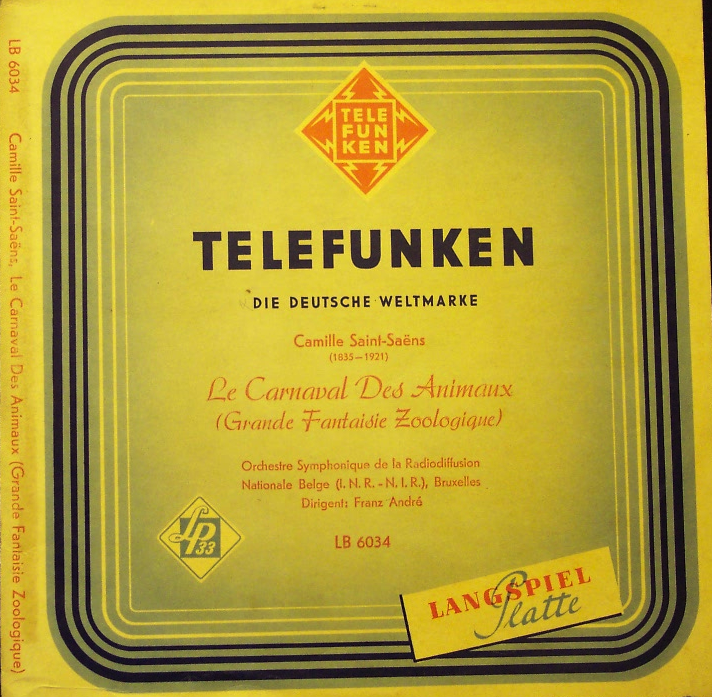 LB 6034 Camille Saint-Saëns, Le Carnaval Des Animaux (Grande Fantaisie Zoologique)
TELE
FUN
KEN
TELEFUNKEN
DIE DEUTSCHE WELTMARKE
Camille Saint-Saëns
(1835–1921)
Le Carnaval Des Animaux
(Grande Fantaisie Zoologique)
Orchestre Symphonique de la Radiodiffusion
Nationale Belge (I. N. R. - N. I. R.), Bruxelles
Dirigent: Franz André
LB 6034
LP
33
LANGSPIEL
Platte